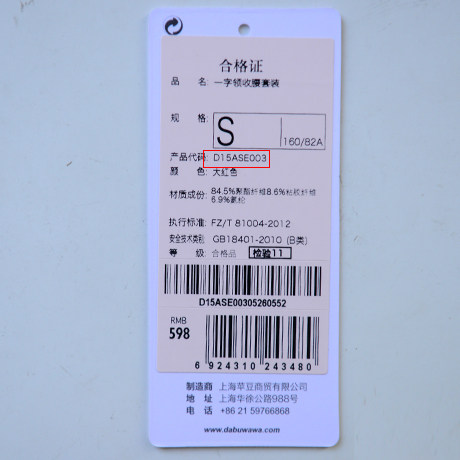 合格证
品 名: 一字领收腰套装
规 格: S 160/82A
产品代码: D15ASE003
颜 色: 大红色
材质成份: 84.5%聚酯纤维8.6%粘胶纤维
6.9%氨纶
执行标准: FZ/T 81004-2012
安全技术类别: GB18401-2010 (B类)
等 级: 合格品 检验11
D15ASE00305260552
RMB
598
6 924310 243480
制造商 上海苹豆商贸有限公司
地 址 上海华徐公路988号
电 话 +86 21 59766868
www.dabuwawa.com